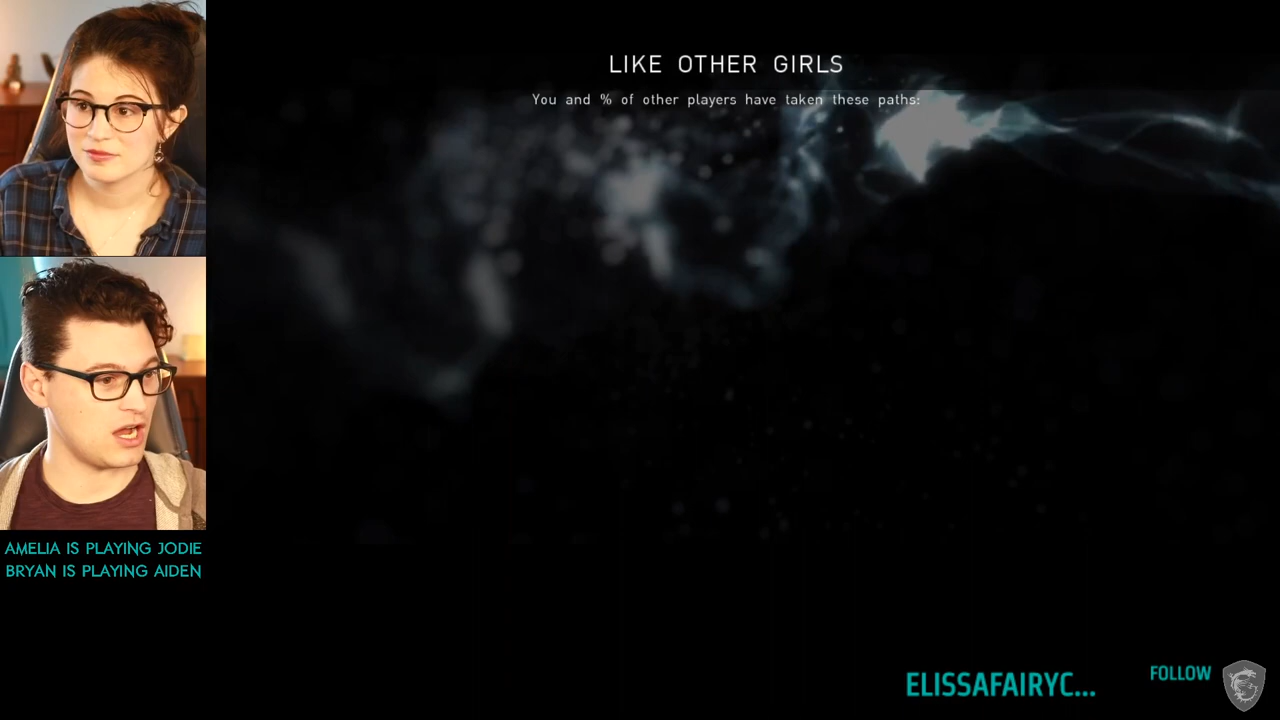 LIKE OTHER GIRLS
You and % of other players have taken these paths:
AMELIA IS PLAYING JODIE
BRYAN IS PLAYING AIDEN
FOLLOW
ELISSAFAIRYC...